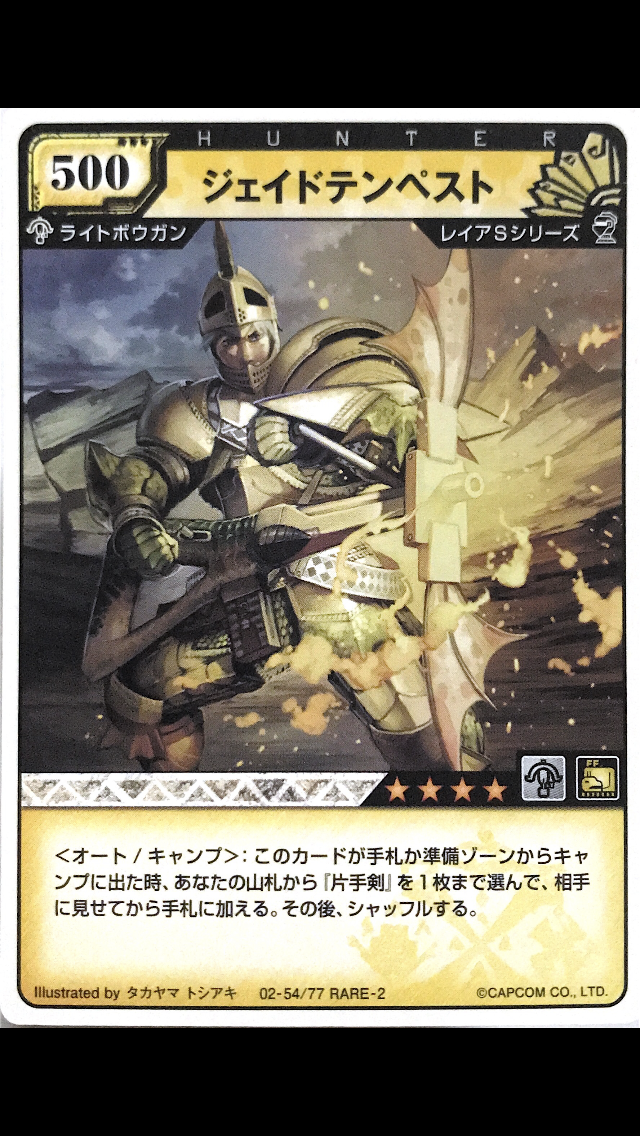 HUNTER
500
ジェイドテンペスト
ライトボウガン
レイアSシリーズ
FF
<オート / キャンプ>：このカードが手札か準備ゾーンからキャ
ンプに出た時、あなたの山札から『片手剣』を１枚まで選んで、相手
に見せてから手札に加える。その後、シャッフルする。
Illustrated by タカヤマ トシアキ 02-54/77 RARE-2 ©CAPCOM CO., LTD.